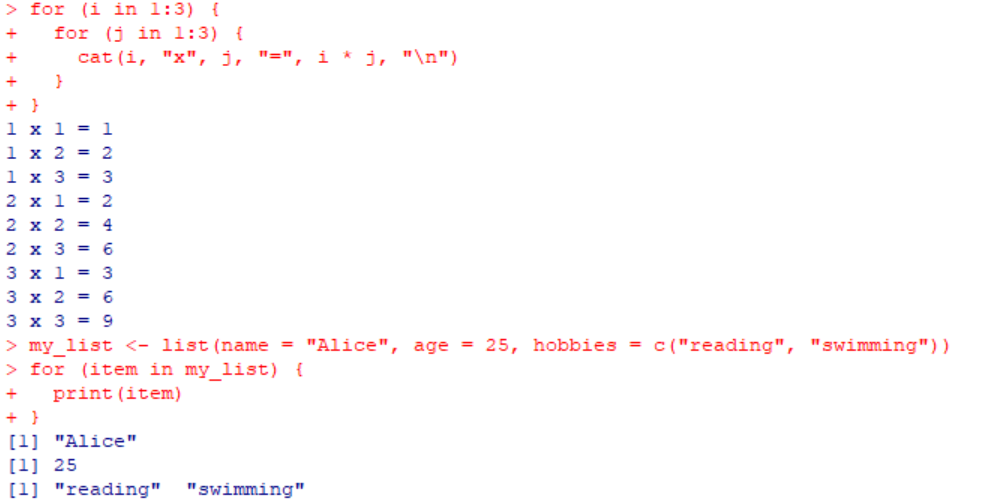 > for (i in 1:3) {
+   for (j in 1:3) {
+     cat(i, "x", j, "=", i * j, "\n")
+   }
+ }
1 x 1 = 1
1 x 2 = 2
1 x 3 = 3
2 x 1 = 2
2 x 2 = 4
2 x 3 = 6
3 x 1 = 3
3 x 2 = 6
3 x 3 = 9
> my_list <- list(name = "Alice", age = 25, hobbies = c("reading", "swimming"))
> for (item in my_list) {
+   print(item)
+ }
[1] "Alice"
[1] 25
[1] "reading"  "swimming"